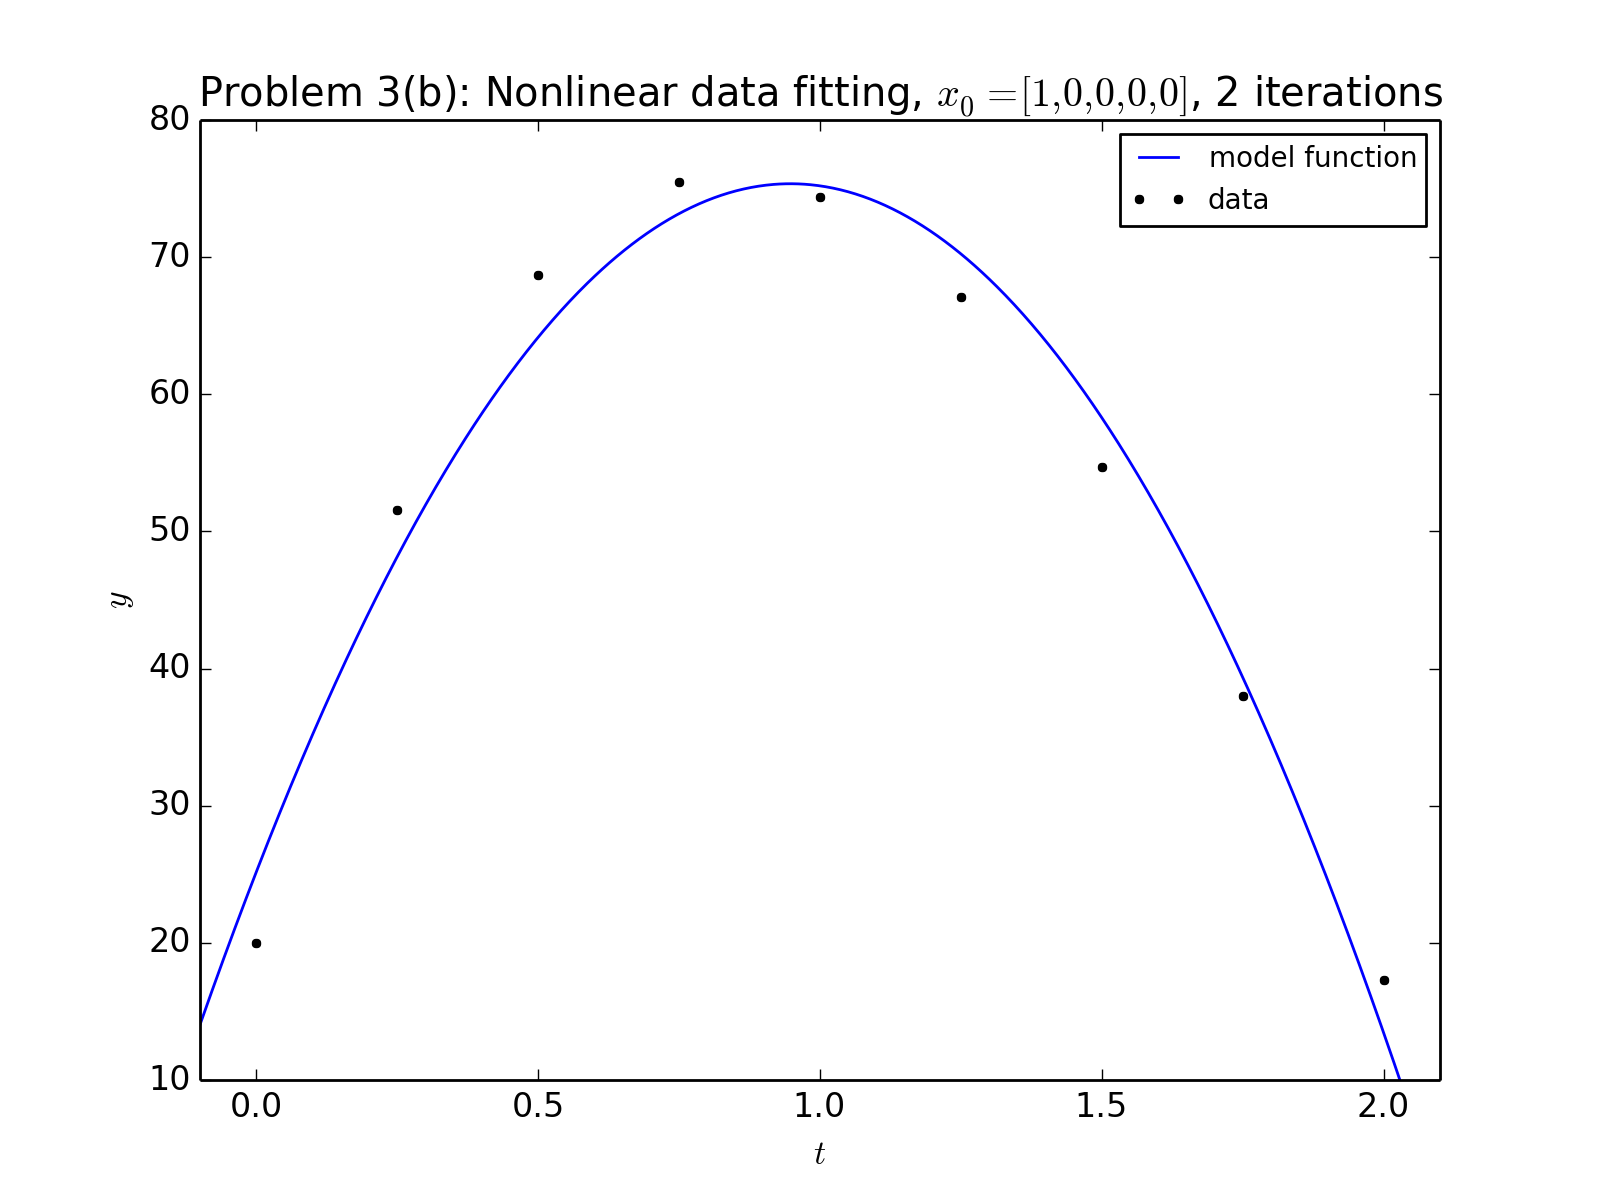 Problem 3(b): Nonlinear data fitting, x₀ =[1,0,0,0,0], 2 iterations
model function
data
80
70
60
50
40
30
20
10
y
0.0 0.5 1.0 1.5 2.0
t